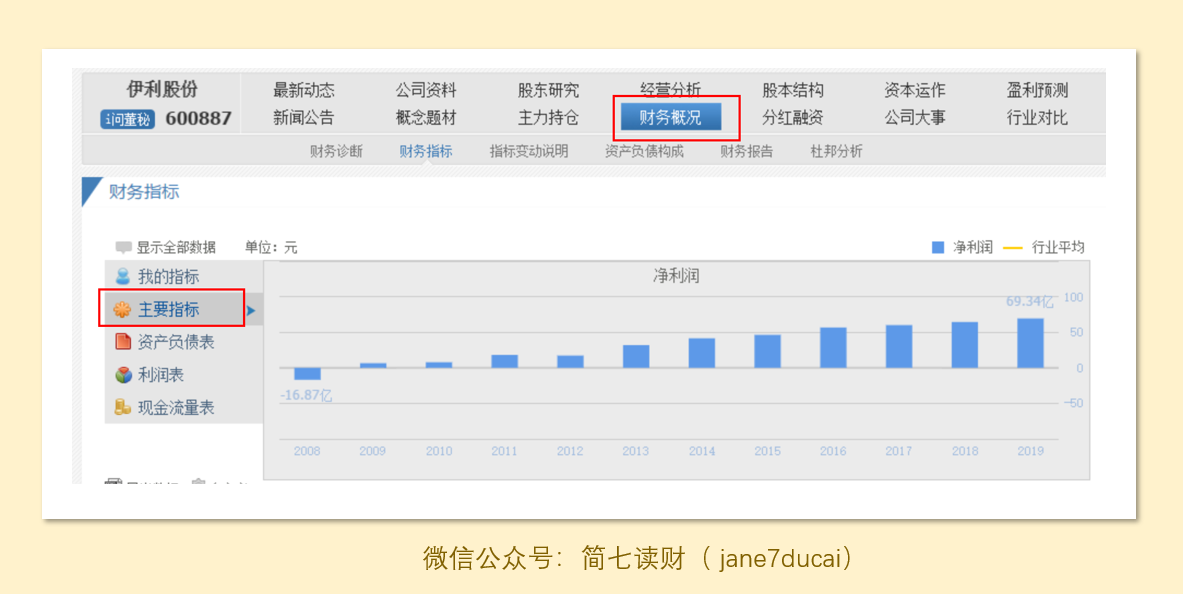 伊利股份 最新动态 公司资料 股东研究 经营分析 股本结构 资本运作 盈利预测
i问董秘 600887 新闻公告 概念题材 主力持仓 财务概况 分红融资 公司大事 行业对比
财务诊断 财务指标 指标变动说明 资产负债构成 财务报告 杜邦分析
财务指标
显示全部数据 单位：元 净利润 行业平均
我的指标
主要指标
资产负债表
利润表
现金流量表
净利润
69.34亿 100
50
0
-16.87亿 -50
2008 2009 2010 2011 2012 2013 2014 2015 2016 2017 2018 2019
微信公众号：简七读财（jane7ducai）